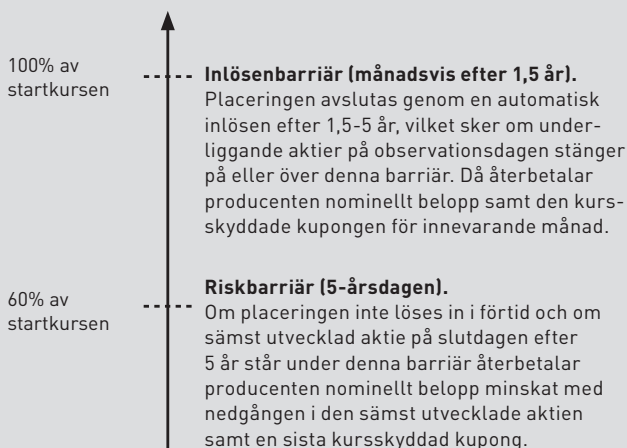 100% av
startkursen
Inlösenbarriär (månadsvis efter 1,5 år).
Placeringen avslutas genom en automatisk
inlösen efter 1,5-5 år, vilket sker om under-
liggande aktier på observationsdagen stänger
på eller över denna barriär. Då återbetalar
producenten nominellt belopp samt den kurs-
skyddade kupongen för innevarande månad.
60% av
startkursen
Riskbarriär (5-årsdagen).
Om placeringen inte löses in i förtid och om
sämst utvecklad aktie på slutdagen efter
5 år står under denna barriär återbetalar
producenten nominellt belopp minskat med
nedgången i den sämst utvecklade aktien
samt en sista kursskyddad kupong.